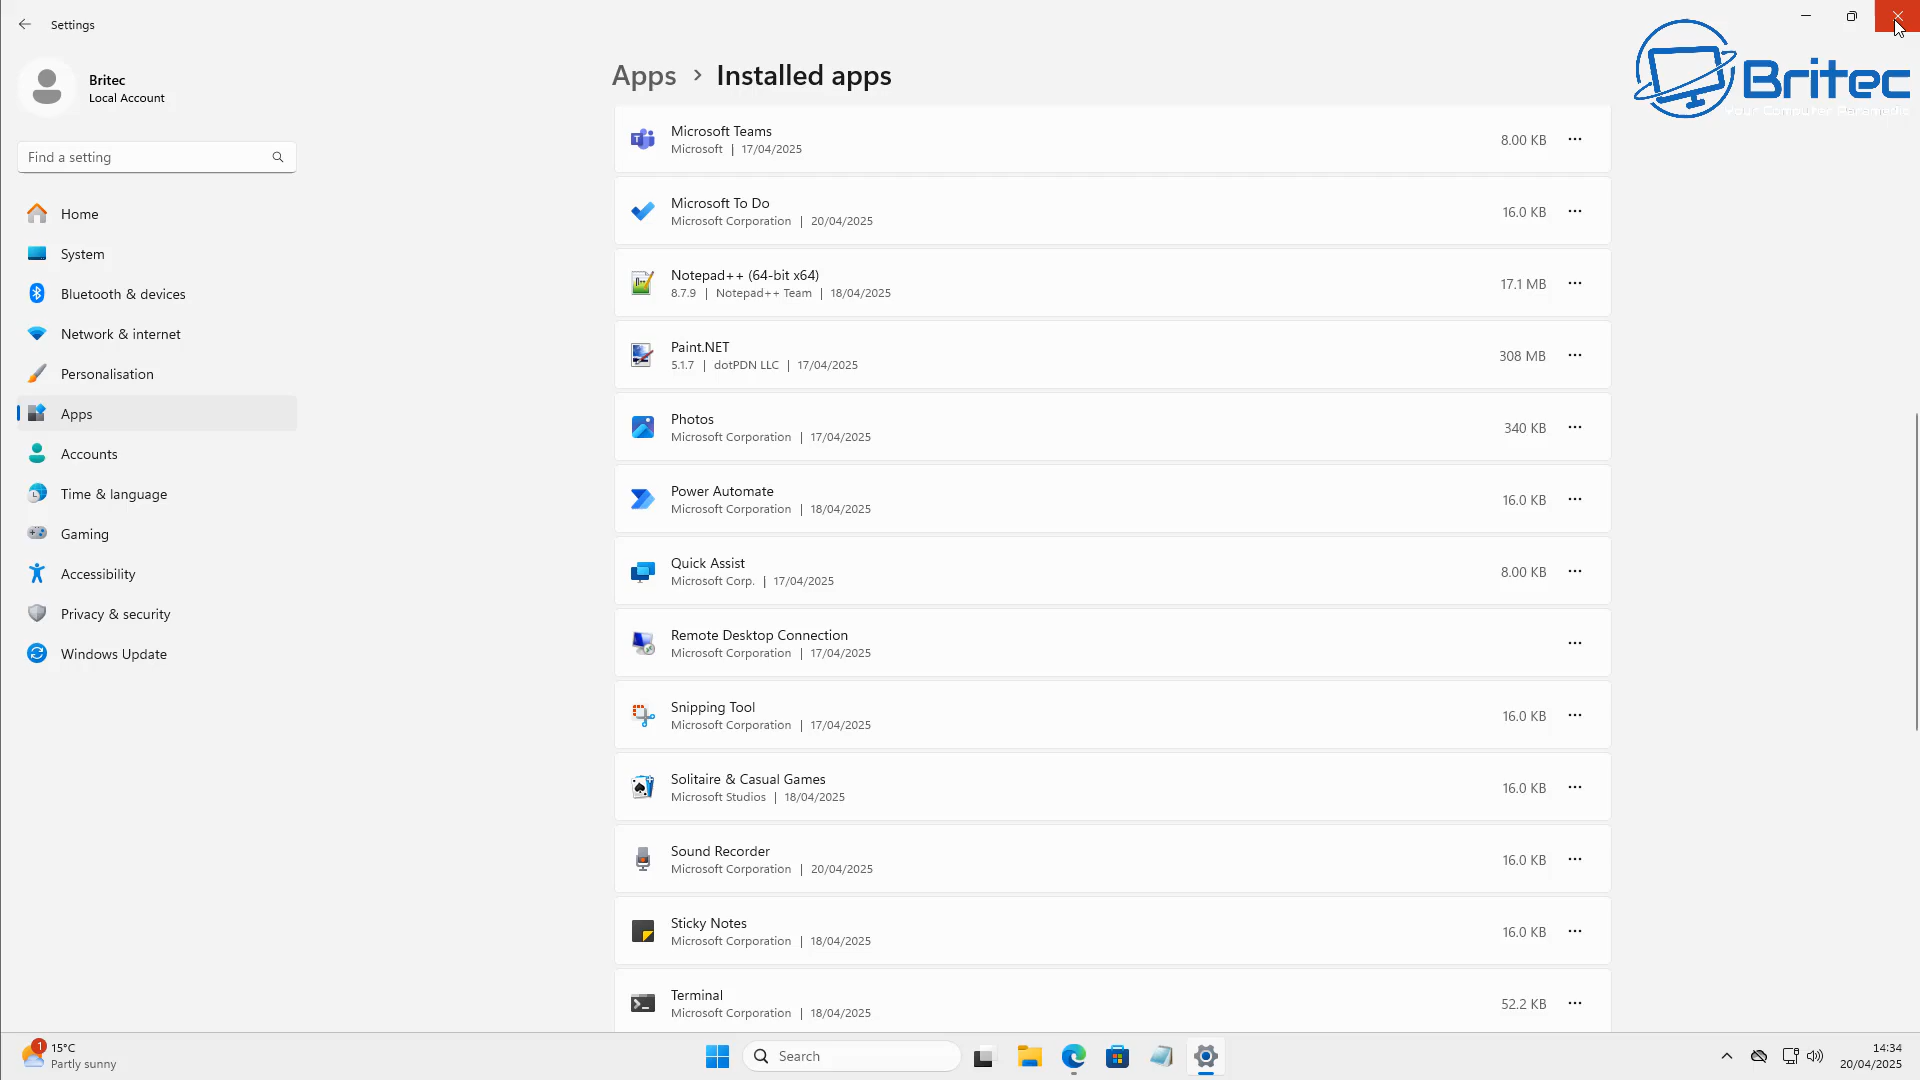 Settings
Britec
Local Account
Find a setting
Home
System
Bluetooth & devices
Network & internet
Personalisation
Apps
Accounts
Time & language
Gaming
Accessibility
Privacy & security
Windows Update
Apps > Installed apps
Microsoft Teams
Microsoft | 17/04/2025
8.00 KB
Microsoft To Do
Microsoft Corporation | 20/04/2025
16.0 KB
Notepad++ (64-bit x64)
8.7.9 | Notepad++ Team | 18/04/2025
17.1 MB
Paint.NET
5.1.7 | dotPDN LLC | 17/04/2025
308 MB
Photos
Microsoft Corporation | 17/04/2025
340 KB
Power Automate
Microsoft Corporation | 18/04/2025
16.0 KB
Quick Assist
Microsoft Corp. | 17/04/2025
8.00 KB
Remote Desktop Connection
Microsoft Corporation | 17/04/2025
Snipping Tool
Microsoft Corporation | 17/04/2025
16.0 KB
Solitaire & Casual Games
Microsoft Studios | 18/04/2025
16.0 KB
Sound Recorder
Microsoft Corporation | 20/04/2025
16.0 KB
Sticky Notes
Microsoft Corporation | 18/04/2025
16.0 KB
Terminal
Microsoft Corporation | 18/04/2025
52.2 KB
Britec
Your Computer Paramedic
1
15°C
Partly sunny
Search
14:34
20/04/2025